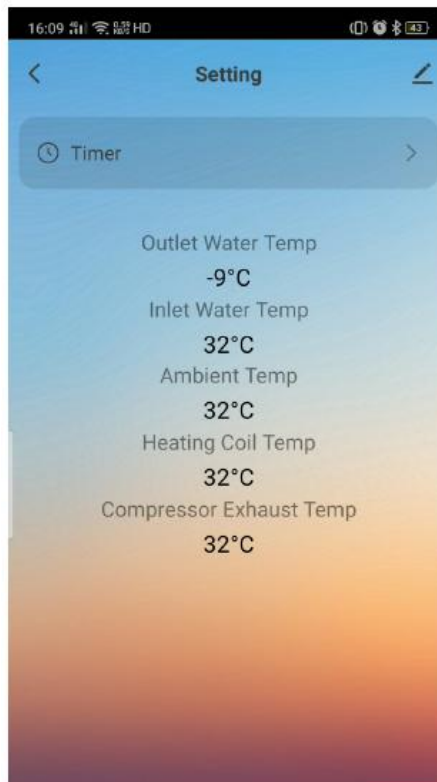 16:09 HD 43
Setting
Timer
Outlet Water Temp
-9°C
Inlet Water Temp
32°C
Ambient Temp
32°C
Heating Coil Temp
32°C
Compressor Exhaust Temp
32°C